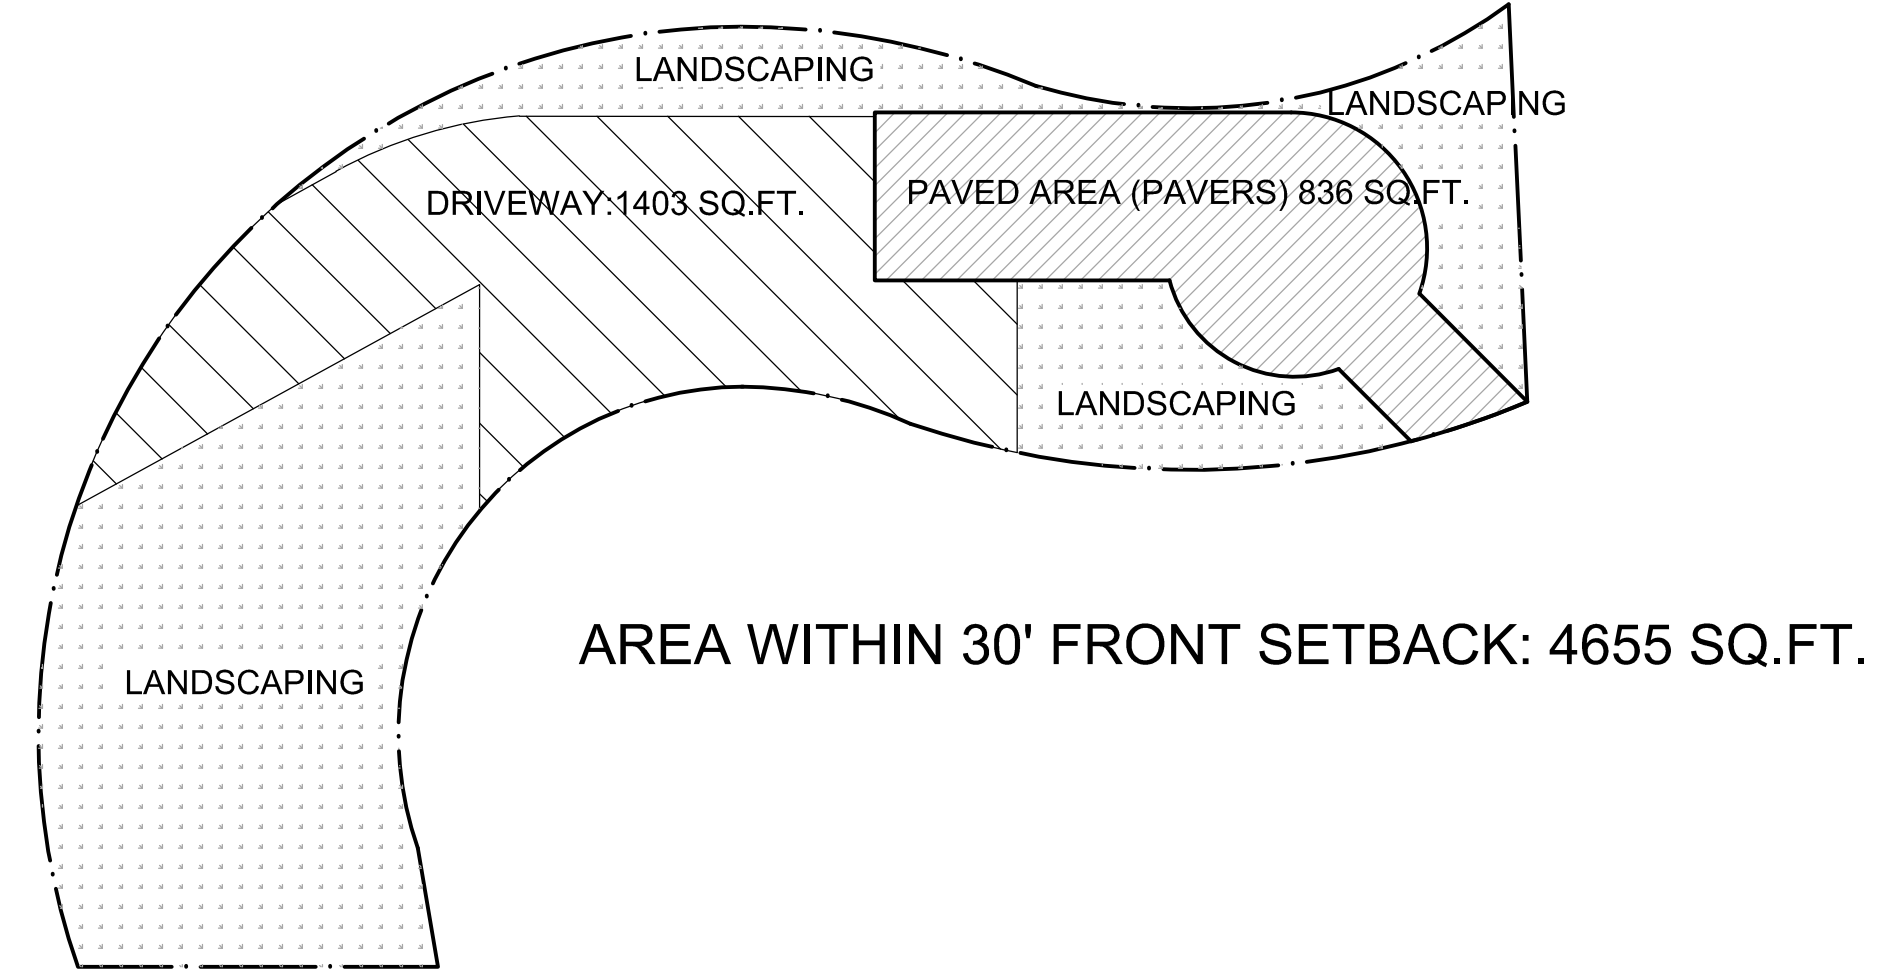 LANDSCAPING
LANDSCAPING
DRIVEWAY:1403 SQ.FT.
PAVED AREA (PAVERS) 836 SQ.FT.
LANDSCAPING
AREA WITHIN 30' FRONT SETBACK: 4655 SQ.FT.
LANDSCAPING